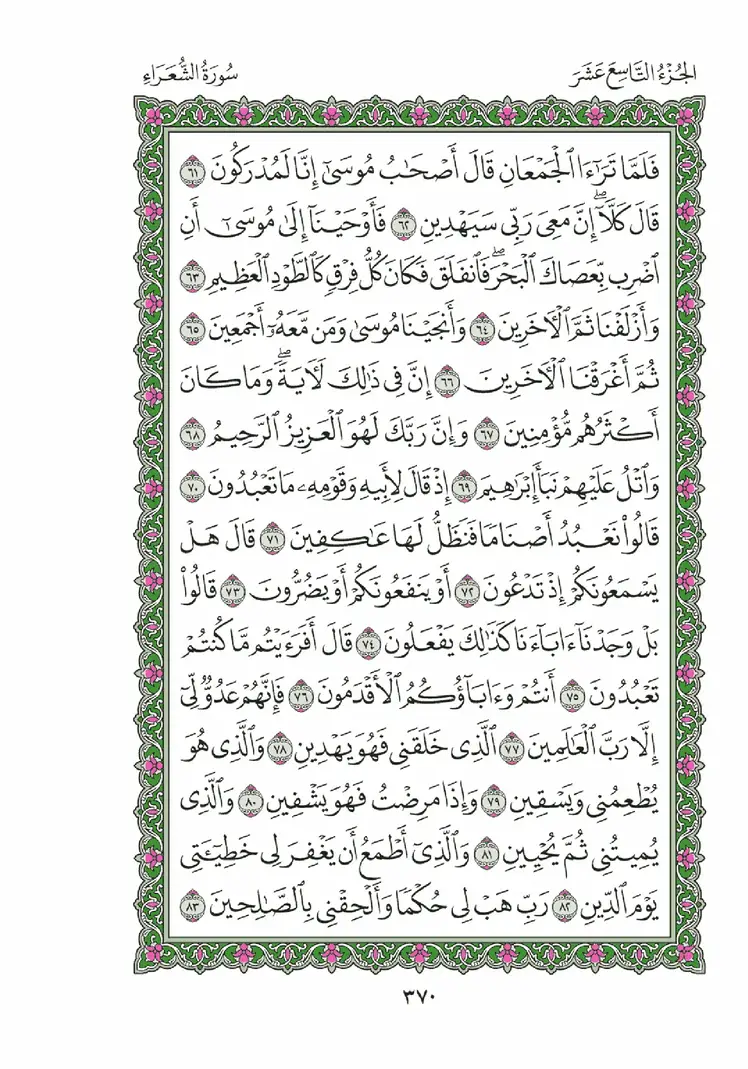 الجُزْءُ التَّاسِعَ عَشَرَ
سُورَةُ الشُّعَرَاءِ
فَلَمَّا تَرَٰٓءَا ٱلۡجَمۡعَانِ قَالَ أَصۡحَٰبُ مُوسَىٰٓ إِنَّا لَمُدۡرَكُونَ ٦١
قَالَ كَلَّآۖ إِنَّ مَعِيَ رَبِّي سَيَهۡدِينِ ٦٢ فَأَوۡحَيۡنَآ إِلَىٰ مُوسَىٰٓ أَنِ
ٱضۡرِب بِّعَصَاكَ ٱلۡبَحۡرَۖ فَٱنفَلَقَ فَكَانَ كُلُّ فِرۡقٖ كَٱلطَّوۡدِ ٱلۡعَظِيمِ ٦٣
وَأَزۡلَفۡنَا ثَمَّ ٱلۡأٓخَرِينَ ٦٤ وَأَنجَيۡنَا مُوسَىٰ وَمَن مَّعَهُۥٓ أَجۡمَعِينَ ٦٥
ثُمَّ أَغۡرَقۡنَا ٱلۡأٓخَرِينَ ٦٦ إِنَّ فِي ذَٰلِكَ لَأٓيَةٗۖ وَمَا كَانَ
أَكۡثَرُهُم مُّؤۡمِنِينَ ٦٧ وَإِنَّ رَبَّكَ لَهُوَ ٱلۡعَزِيزُ ٱلرَّحِيمُ ٦٨
وَٱتۡلُ عَلَيۡهِمۡ نَبَأَ إِبۡرَٰهِيمَ ٦٩ إِذۡ قَالَ لِأَبِيهِ وَقَوۡمِهِۦ مَا تَعۡبُدُونَ ٧٠
قَالُواْ نَعۡبُدُ أَصۡنَامٗا فَنَظَلُّ لَهَا عَٰكِفِينَ ٧١ قَالَ هَلۡ
يَسۡمَعُونَكُمۡ إِذۡ تَدۡعُونَ ٧٢ أَوۡ يَنفَعُونَكُمۡ أَوۡ يَضُرُّونَ ٧٣ قَالُواْ
بَلۡ وَجَدۡنَآ ءَابَآءَنَا كَذَٰلِكَ يَفۡعَلُونَ ٧٤ قَالَ أَفَرَءَيۡتُم مَّا كُنتُمۡ
تَعۡبُدُونَ ٧٥ أَنتُمۡ وَءَابَآؤُكُمُ ٱلۡأَقۡدَمُونَ ٧٦ فَإِنَّهُمۡ عَدُوّٞ لِّيٓ
إِلَّا رَبَّ ٱلۡعَٰلَمِينَ ٧٧ ٱلَّذِي خَلَقَنِي فَهُوَ يَهۡدِينِ ٧٨ وَٱلَّذِي هُوَ
يُطۡعِمُنِي وَيَسۡقِينِ ٧٩ وَإِذَا مَرِضۡتُ فَهُوَ يَشۡفِينِ ٨٠ وَٱلَّذِي
يُمِيتُنِي ثُمَّ يُحۡيِينِ ٨١ وَٱلَّذِيٓ أَطۡمَعُ أَن يَغۡفِرَ لِي خَطِيٓـَٔتِي
يَوۡمَ ٱلدِّينِ ٨٢ رَبِّ هَبۡ لِي حُكۡمٗا وَأَلۡحِقۡنِي بِٱلصَّٰلِحِينَ ٨٣
٣٧٠